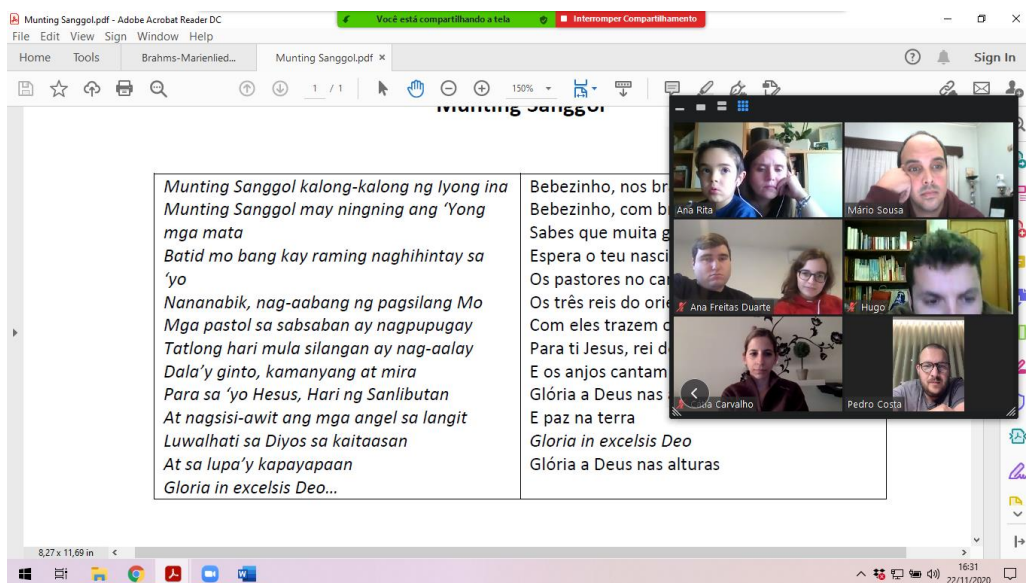 Munting Sanggol.pdf - Adobe Acrobat Reader DC
Você está compartilhando a tela
Interromper Compartilhamento
File Edit View Sign Window Help
Home Tools Brahms-Marienlied... Munting Sanggol.pdf × Sign In
1 / 1 150%
Munting Sanggol
Munting Sanggol kalong-kalong ng Iyong ina
Munting Sanggol may ningning ang 'Yong
mga mata
Batid mo bang kay raming naghihintay sa
'yo
Nananabik, nag-aabang ng pagsilang Mo
Mga pastol sa sabsaban ay nagpupugay
Tatlong hari mula silangan ay nag-aalay
Dala'y ginto, kamanyang at mira
Para sa 'yo Hesus, Hari ng Sanlibutan
At nagsisi-awit ang mga angel sa langit
Luwalhati sa Diyos sa kaitaasan
At sa lupa'y kapayapaan
Gloria in excelsis Deo...
Bebezinho, nos
Bebezinho, com
Sabes que muita
Espera o teu
Os pastores no
Os três reis do
Com eles trazem
Para ti Jesus, rei
E os anjos cantam
Glória a Deus nas
E paz na terra
Gloria in excelsis Deo
Glória a Deus nas alturas
Ana Rita
Mário Sousa
Ana Freitas Duarte
Hugo
Carvalho
Pedro Costa
8,27 x 11,69 in
16:31
22/11/2020